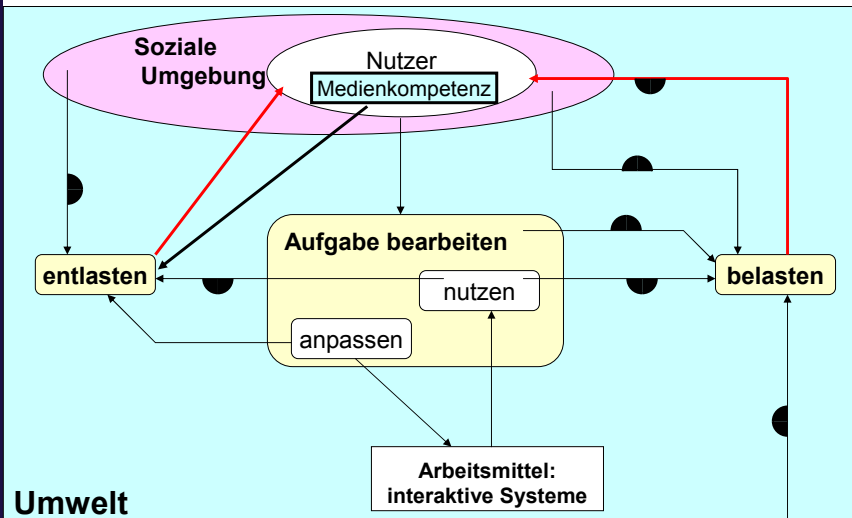 Soziale
Umgebung
Nutzer
Medienkompetenz
Aufgabe bearbeiten
entlasten
nutzen
belasten
anpassen
Arbeitsmittel:
interaktive Systeme
Umwelt